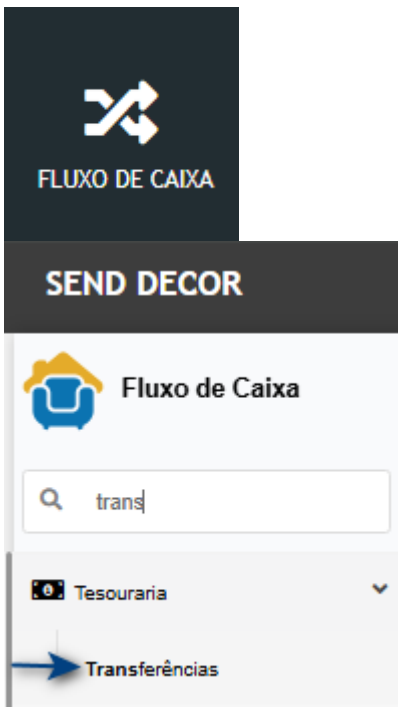 FLUXO DE CAIXA
SEND DECOR
Fluxo de Caixa
trans
Tesouraria
Transferências